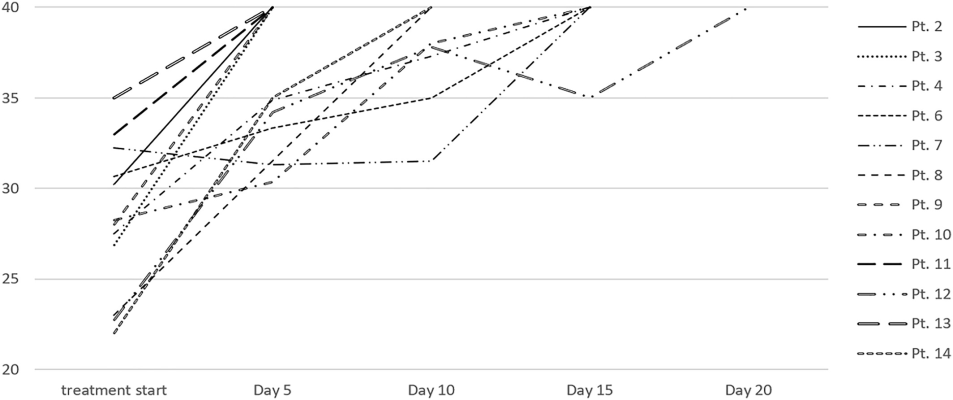 40
35
30
25
20
treatment start
Day 5
Day 10
Day 15
Day 20
Pt. 2
Pt. 3
Pt. 4
Pt. 6
Pt. 7
Pt. 8
Pt. 9
Pt. 10
Pt. 11
Pt. 12
Pt. 13
Pt. 14